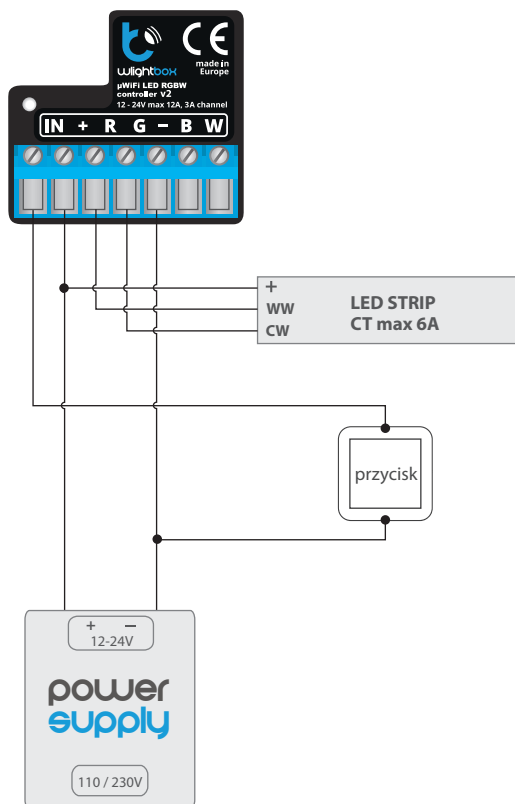 CE
made in
Europe
wlightbox
µWiFi LED RGBW
controller v2
12 - 24V max 12A, 3A channel
IN + R G − B W
+
WW
CW
LED STRIP
CT max 6A
przycisk
+ −
12-24V
power
supply
110 / 230V